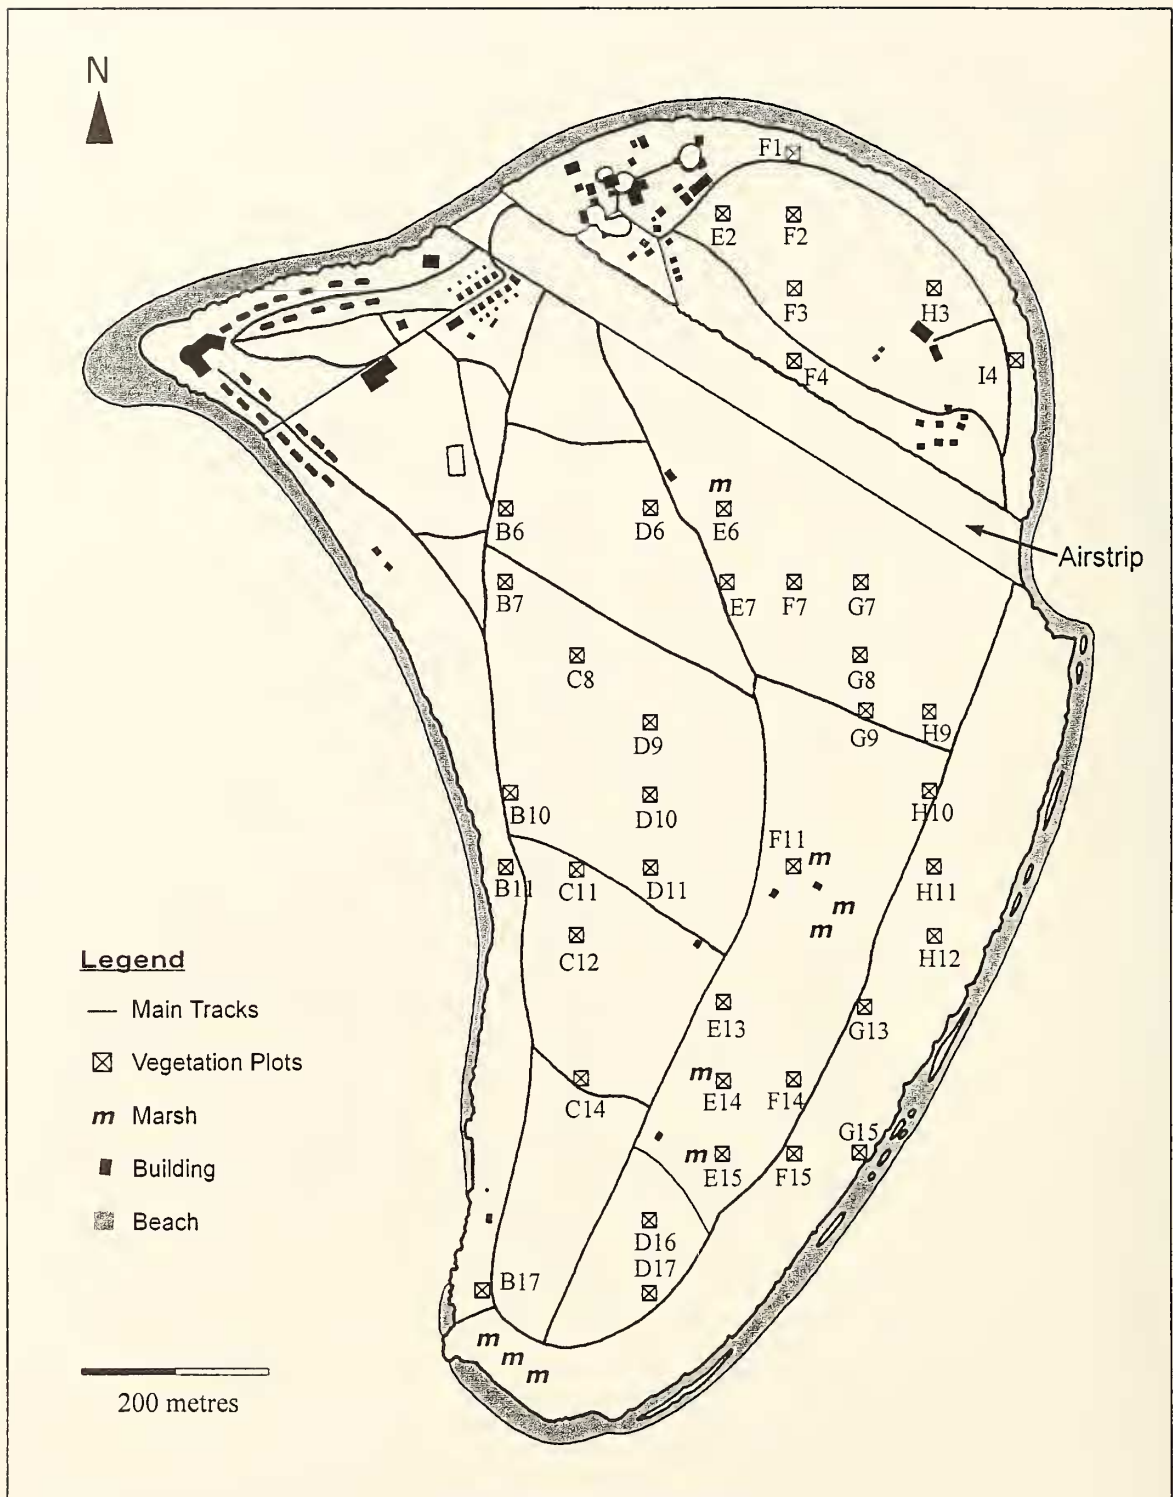 N
F1
E2 F2
F3 H3
F4 I4
m
B6 D6 E6
Airstrip
B7 E7 F7 G7
C8 G8
D9 G9 H9
B10 D10 H10
F11 m
B11 C11 D11 H11
m
m
C12 H12
Legend
Main Tracks
Vegetation Plots
m Marsh
Building
Beach
E13 G13
m
C14 E14 F14
G15
m
E15 F15
D16
D17
B17
m
m
m
200 metres